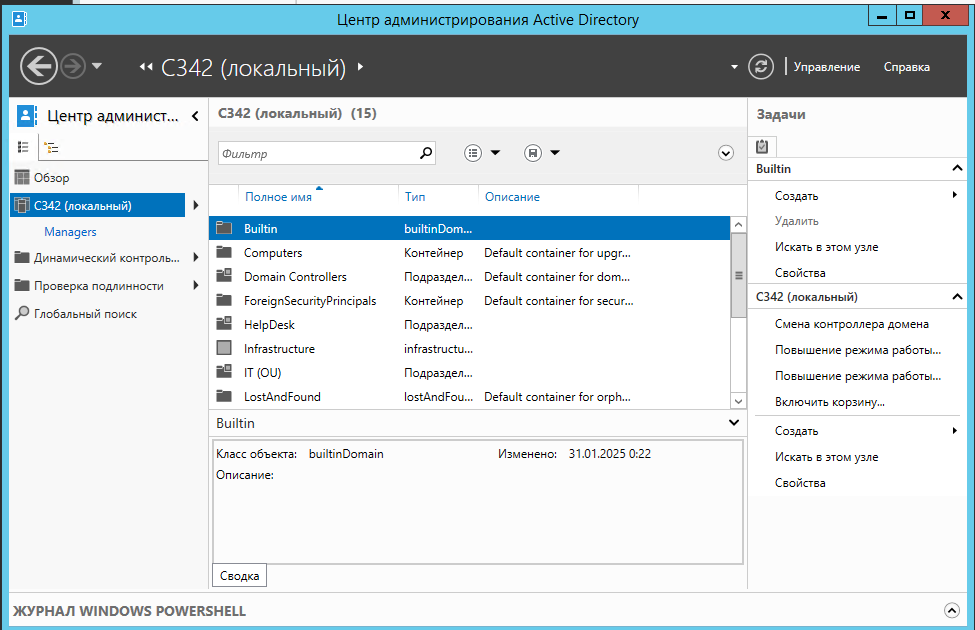 Центр администрирования Active Directory
C342 (локальный)
Управление
Справка
Центр админист...
Обзор
C342 (локальный)
Managers
Динамический контроль...
Проверка подлинности
Глобальный поиск
C342 (локальный) (15)
Фильтр
Полное имя Тип Описание
Builtin builtinDom...
Computers Контейнер Default container for upgr...
Domain Controllers Подраздел... Default container for dom...
ForeignSecurityPrincipals Контейнер Default container for secur...
HelpDesk Подраздел...
Infrastructure infrastructu...
IT (OU) Подраздел...
LostAndFound lostAndFou... Default container for orph...
Builtin
Класс объекта: builtinDomain Изменено: 31.01.2025 0:22
Описание:
Сводка
Задачи
Builtin
Создать
Удалить
Искать в этом узле
Свойства
C342 (локальный)
Смена контроллера домена
Повышение режима работы...
Повышение режима работы...
Включить корзину...
Создать
Искать в этом узле
Свойства
ЖУРНАЛ WINDOWS POWERSHELL